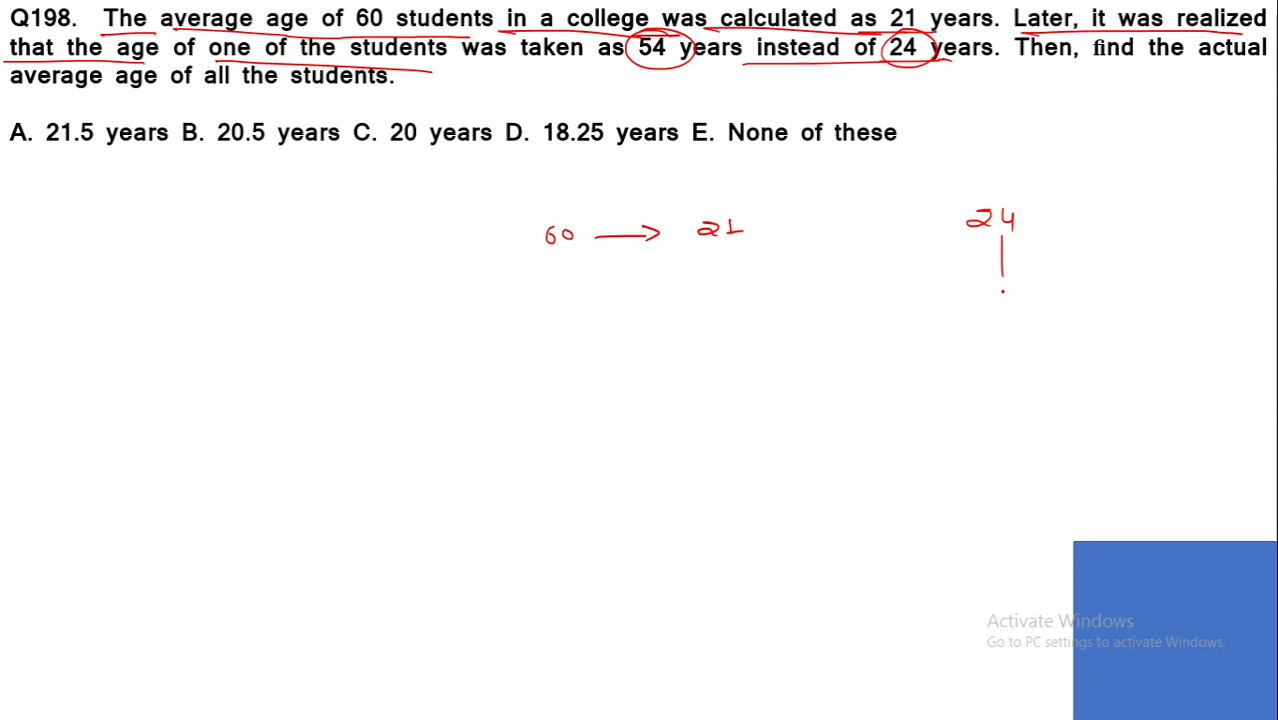 Q198. The average age of 60 students in a college was calculated as 21 years. Later, it was realized
that the age of one of the students was taken as 54 years instead of 24 years. Then, find the actual
average age of all the students.
A. 21.5 years B. 20.5 years C. 20 years D. 18.25 years E. None of these
60 → 21
24
Activate Windows
Go to PC settings to activate Windows.